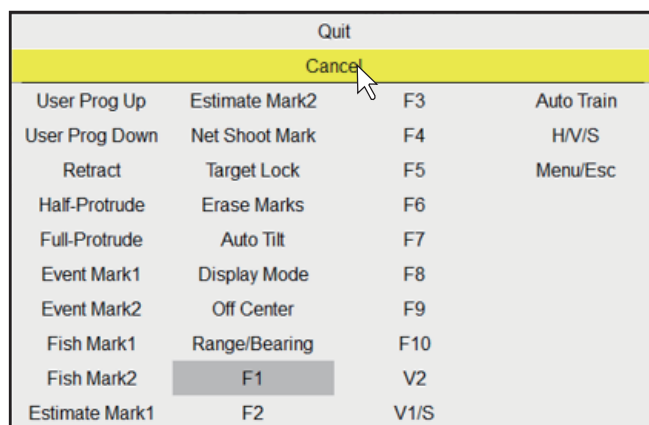 Quit
Cancel
User Prog Up Estimate Mark2 F3 Auto Train
User Prog Down Net Shoot Mark F4 H/V/S
Retract Target Lock F5 Menu/Esc
Half-Protrude Erase Marks F6
Full-Protrude Auto Tilt F7
Event Mark1 Display Mode F8
Event Mark2 Off Center F9
Fish Mark1 Range/Bearing F10
Fish Mark2 F1 V2
Estimate Mark1 F2 V1/S